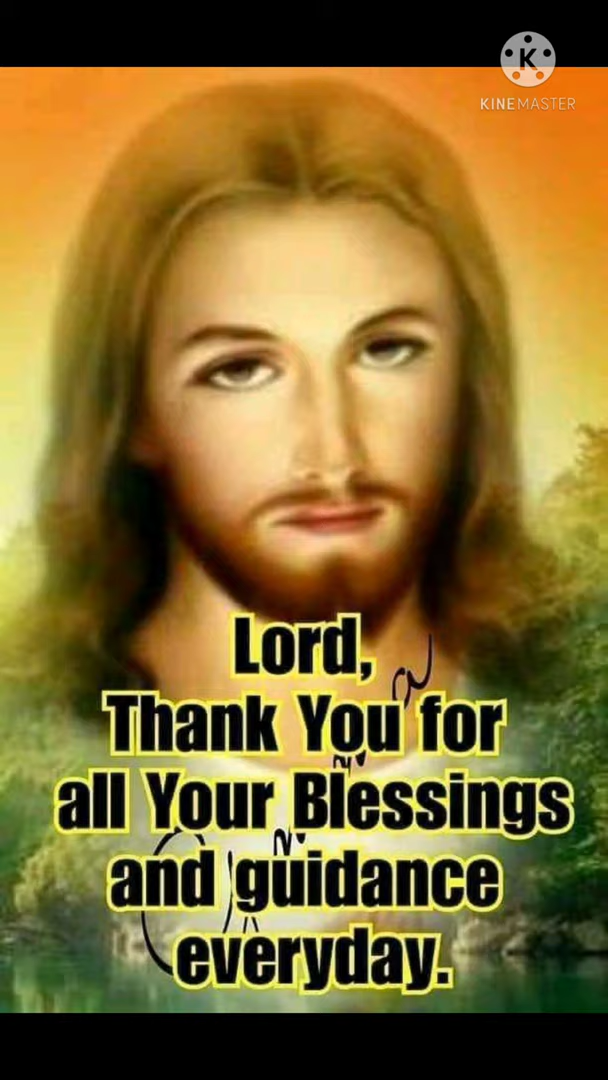 KINEMASTER
Lord,
Thank You for
all Your Blessings
and guidance
everyday.